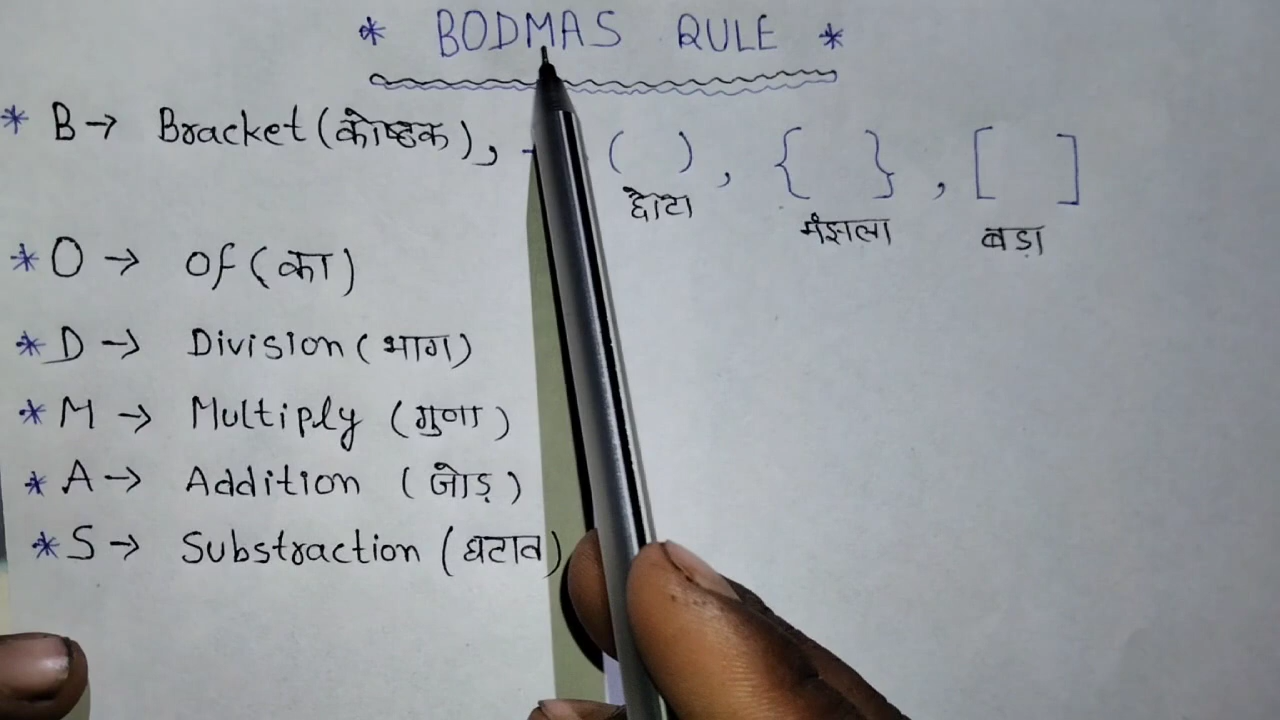 * BODMAS RULE *
* B→ Bracket (कोष्ठक), ( ), { }, [ ]
छोटा मंझला बड़ा
* O → of (का)
* D → Division (भाग)
* M → Multiply (गुणा)
* A → Addition (जोड़)
* S → Substraction (घटाव)